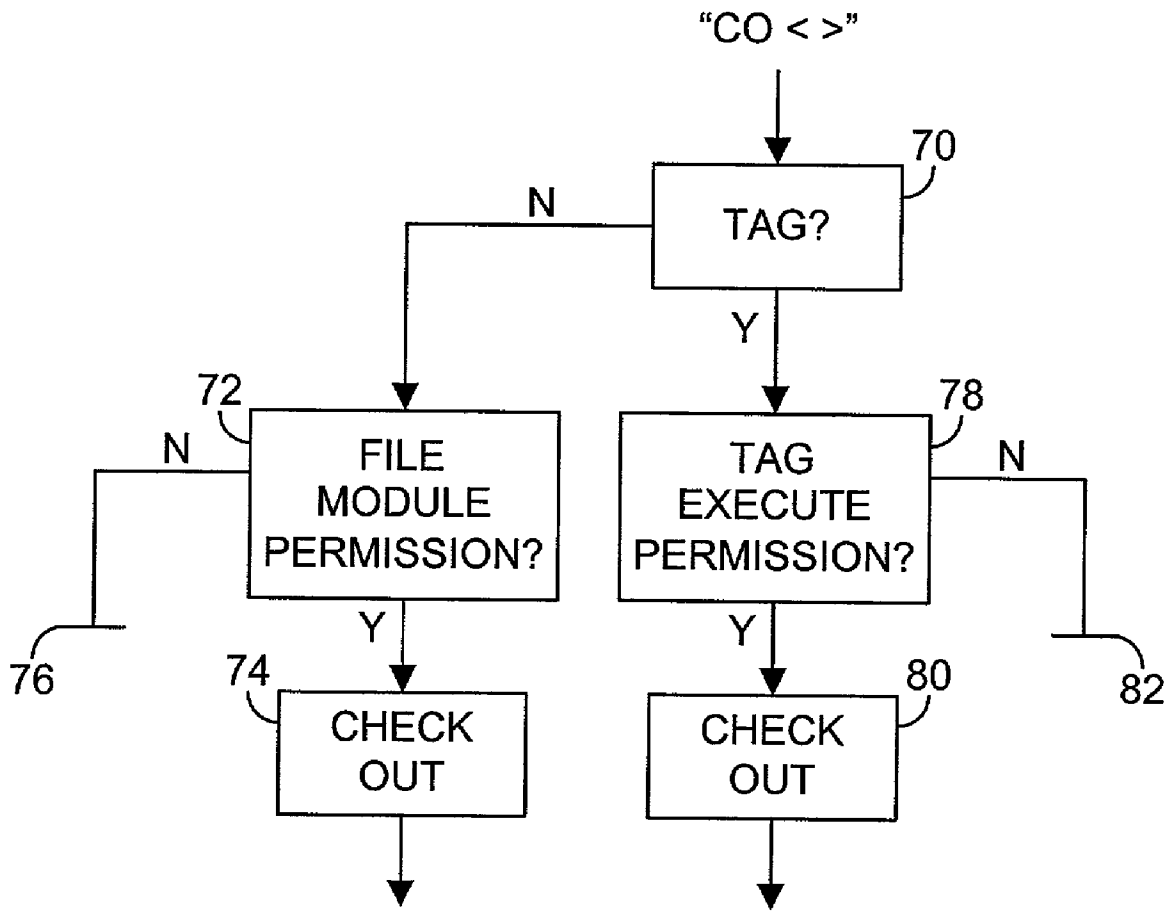 “CO < >”
70
TAG?
N
Y
72
FILE
MODULE
PERMISSION?
N
76
Y
74
CHECK
OUT
78
TAG
EXECUTE
PERMISSION?
N
82
Y
80
CHECK
OUT